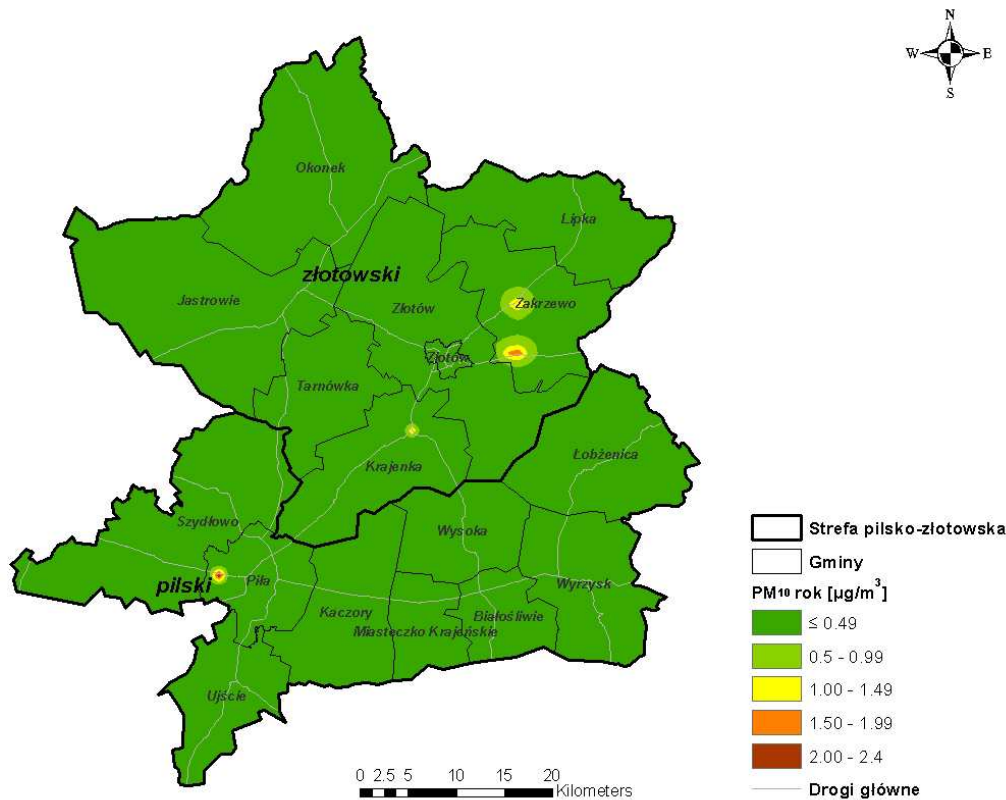 N
W E
S
Okonek
Lipka
złotowski
Jastrowie
Złotów
Zakrzewo
Złotów
Tarnówka
Krajenka
Łobżenica
Szydłowo
Wysoka
pilski
Piła
Wyrzysk
Kaczory
Białośliwie
Miasteczko Krajeńskie
Ujście
Strefa pilsko-złotowska
Gminy
PM10 rok [µg/m³]
≤ 0.49
0.5 - 0.99
1.00 - 1.49
1.50 - 1.99
2.00 - 2.4
Drogi główne
0 2.5 5 10 15 20
Kilometers